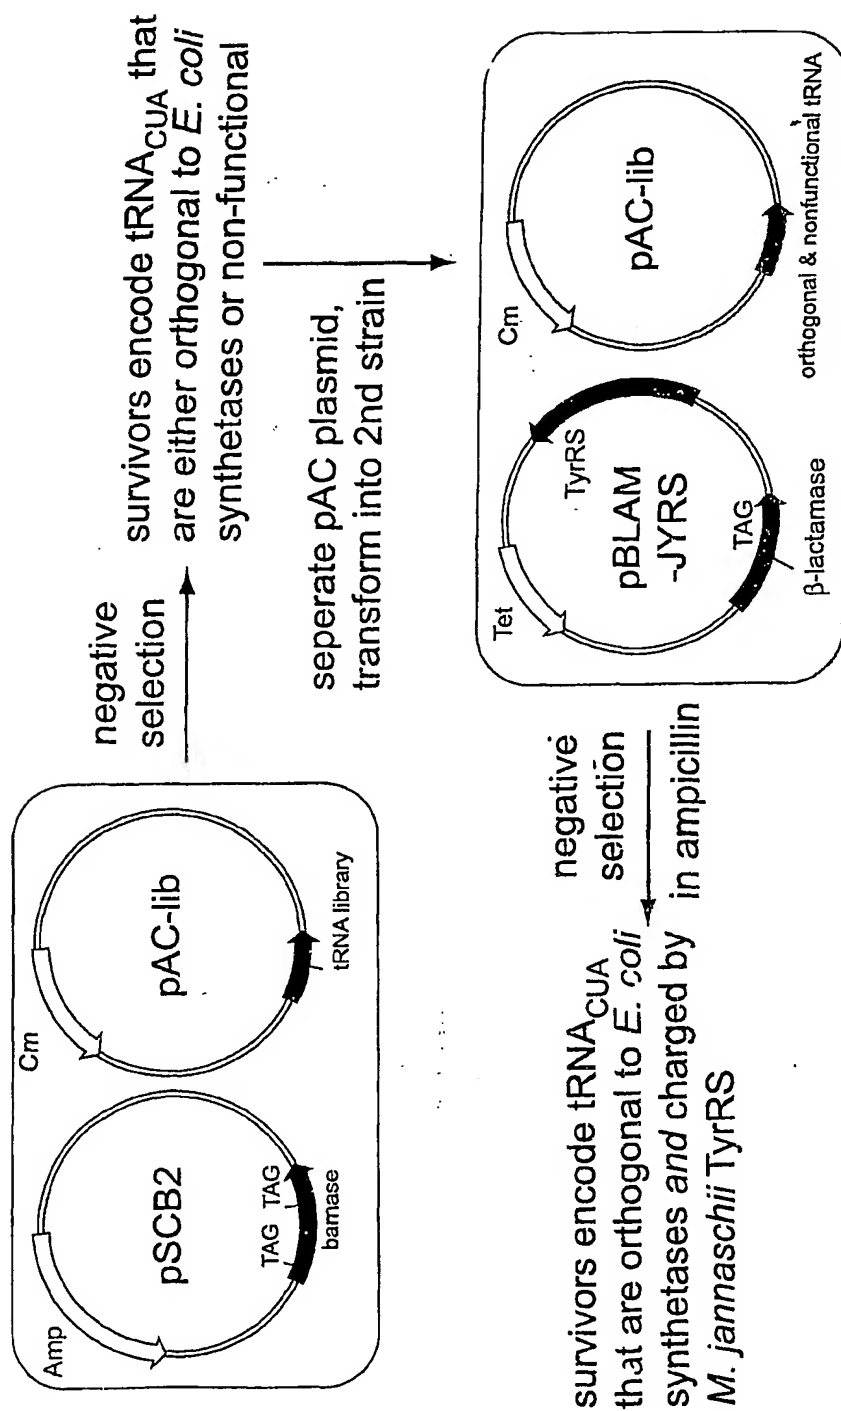 Amp
pSCB2
TAG TAG
bamase
Cm
pAC-lib
tRNA library
negative
selection
survivors encode tRNACUA that
are either orthogonal to E. coli
synthetases or non-functional
seperate pAC plasmid,
transform into 2nd strain
Tet
TyrRS
pBLAM
-JYRS
TAG
β-lactamase
Cm
pAC-lib
orthogonal & nonfunctional tRNA
negative
selection
in ampicillin
survivors encode tRNACUA
that are orthogonal to E. coli
synthetases and charged by
M. jannaschii TyrRS